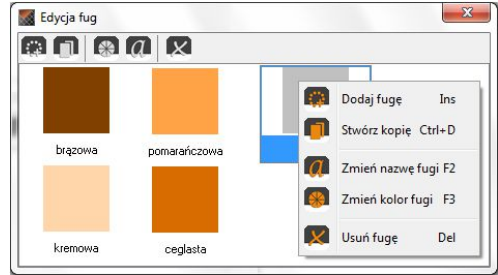 Edycja fug
Dodaj fugę Ins
Stwórz kopię Ctrl+D
Zmień nazwę fugi F2
Zmień kolor fugi F3
Usuń fugę Del
brązowa
pomarańczowa
kremowa
ceglasta